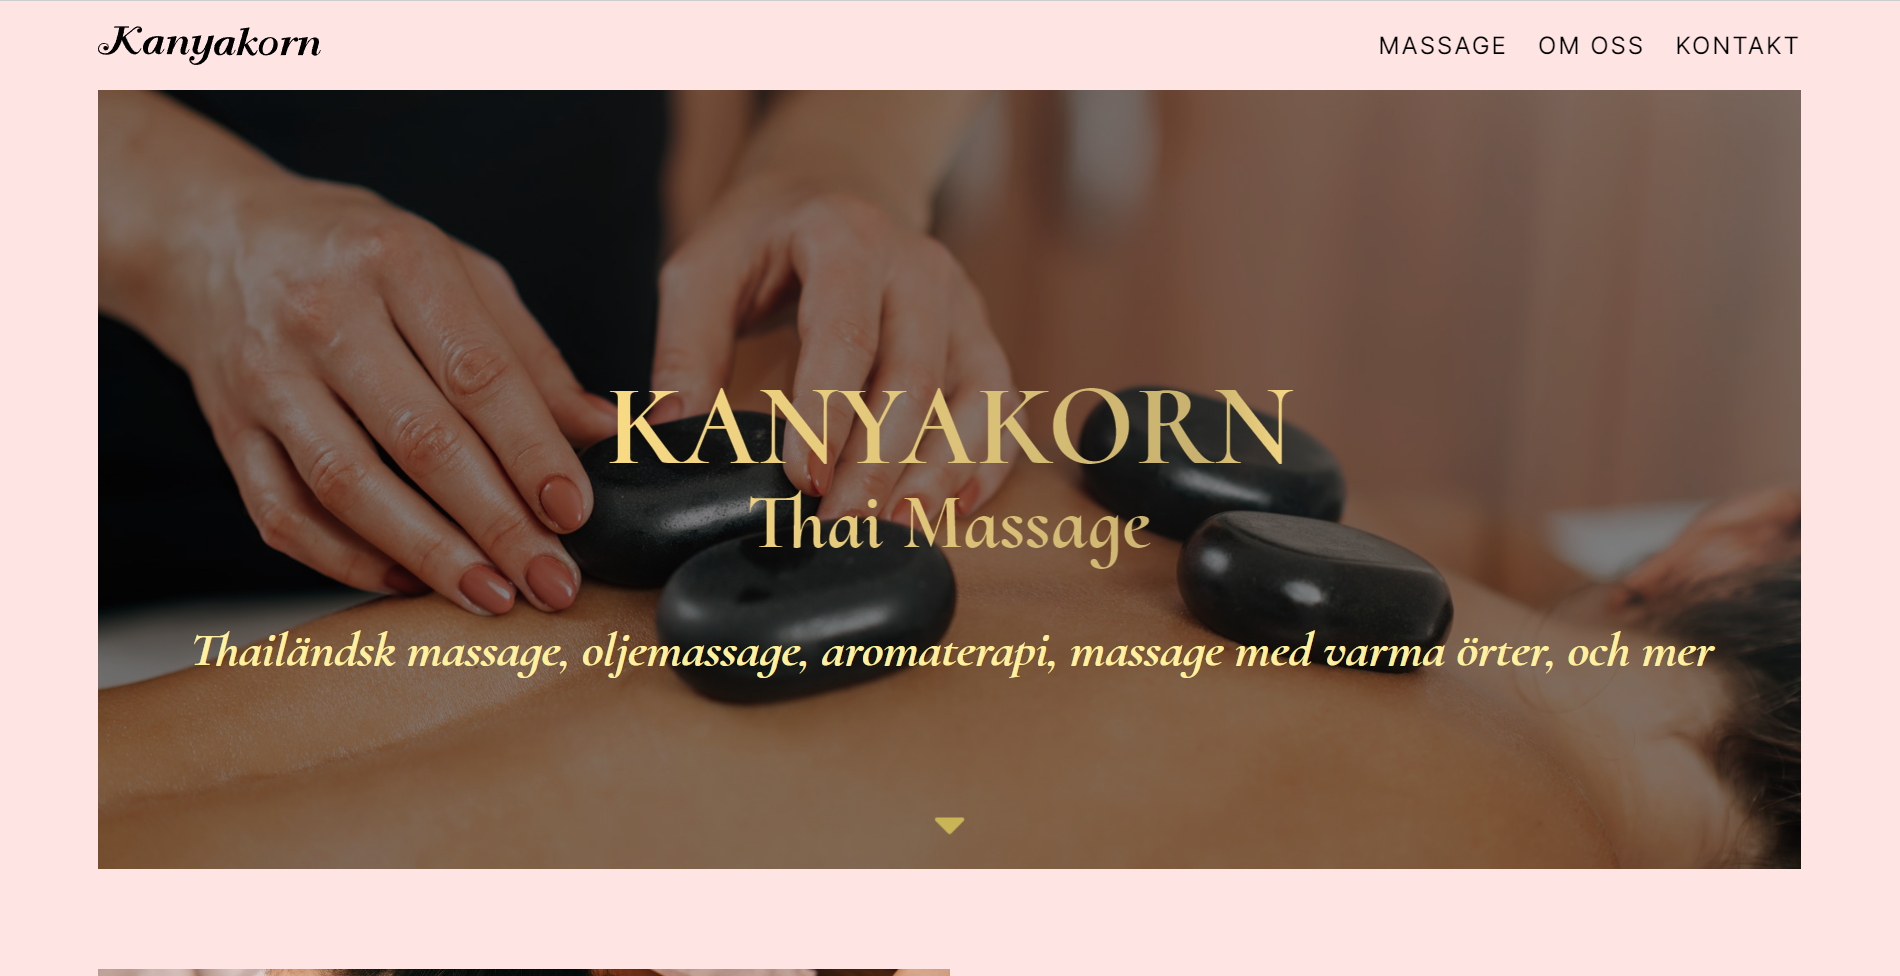 Kanyakorn
MASSAGE OM OSS KONTAKT
KANYAKORN
Thai Massage
Thailändsk massage, oljemassage, aromaterapi, massage med varma örter, och mer